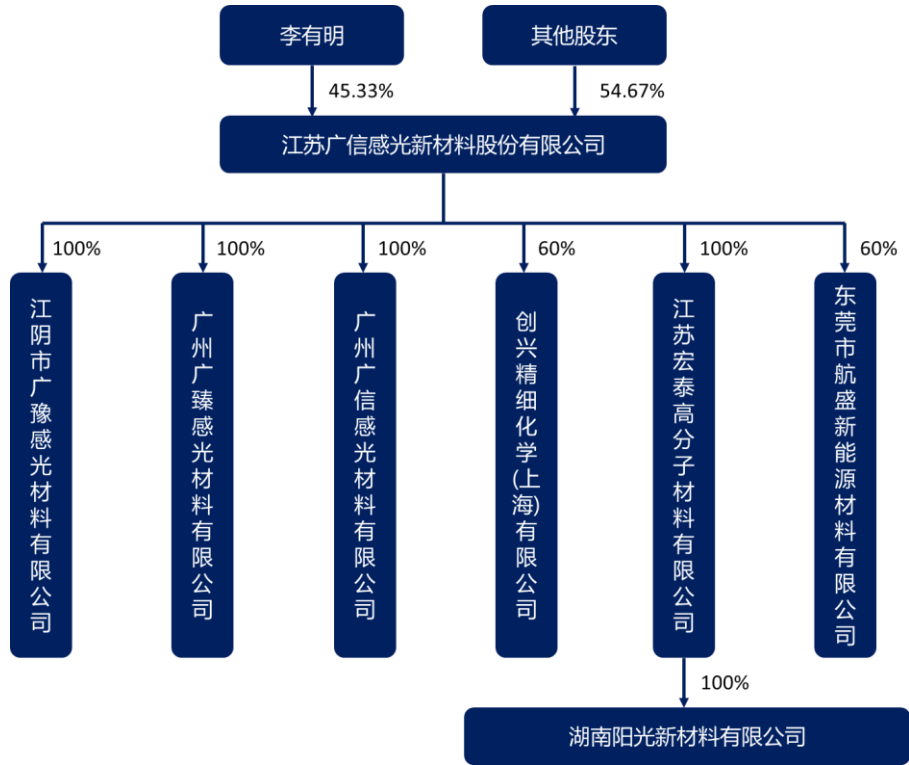 李有明
其他股东
45.33%
54.67%
江苏广信感光新材料股份有限公司
100%
100%
100%
60%
100%
60%
江阴市广豫感光材料有限公司
广州广臻感光材料有限公司
广州广信感光材料有限公司
创兴精细化学(上海)有限公司
江苏宏泰高分子材料有限公司
东莞市航盛新能源材料有限公司
100%
湖南阳光新材料有限公司